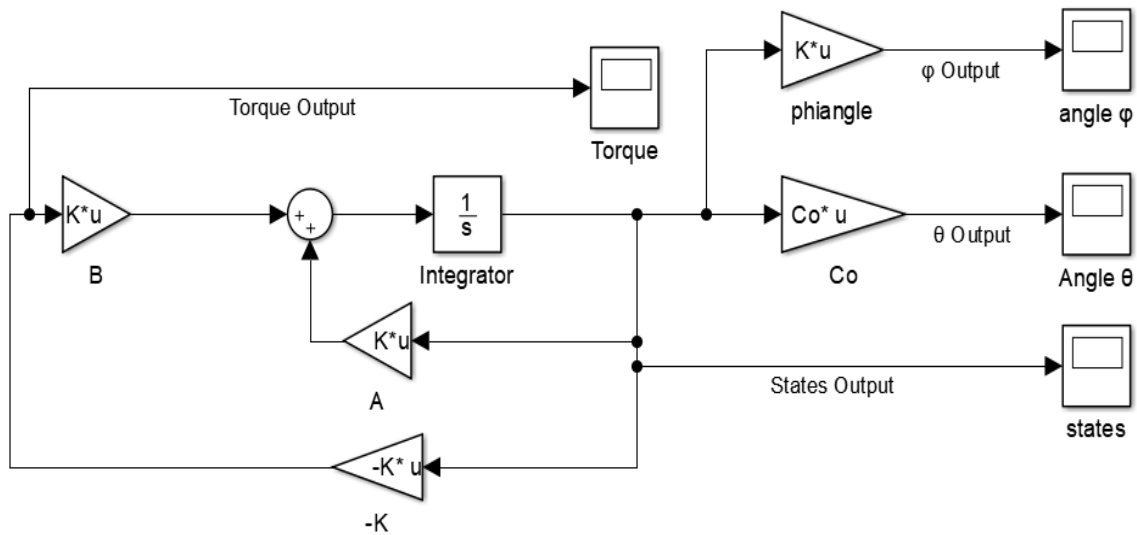 K*u
φ Output
phiangle
angle φ
Torque Output
Torque
K*u
B
+
+
1
s
Integrator
Co* u
Co
θ Output
Angle θ
K*u
A
States Output
states
-K* u
-K